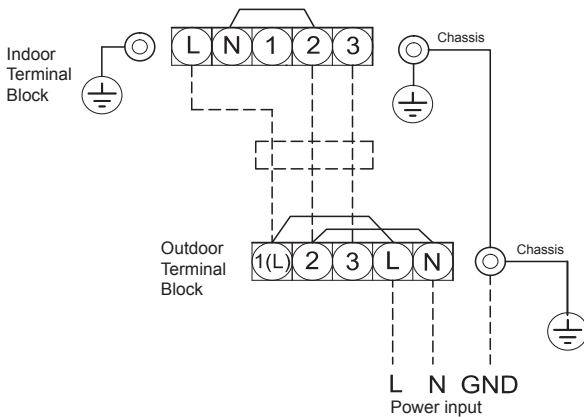 Indoor
Terminal
Block
L N 1 2 3
Chassis
Outdoor
Terminal
Block
1(L) 2 3 L N
Chassis
L N GND
Power input